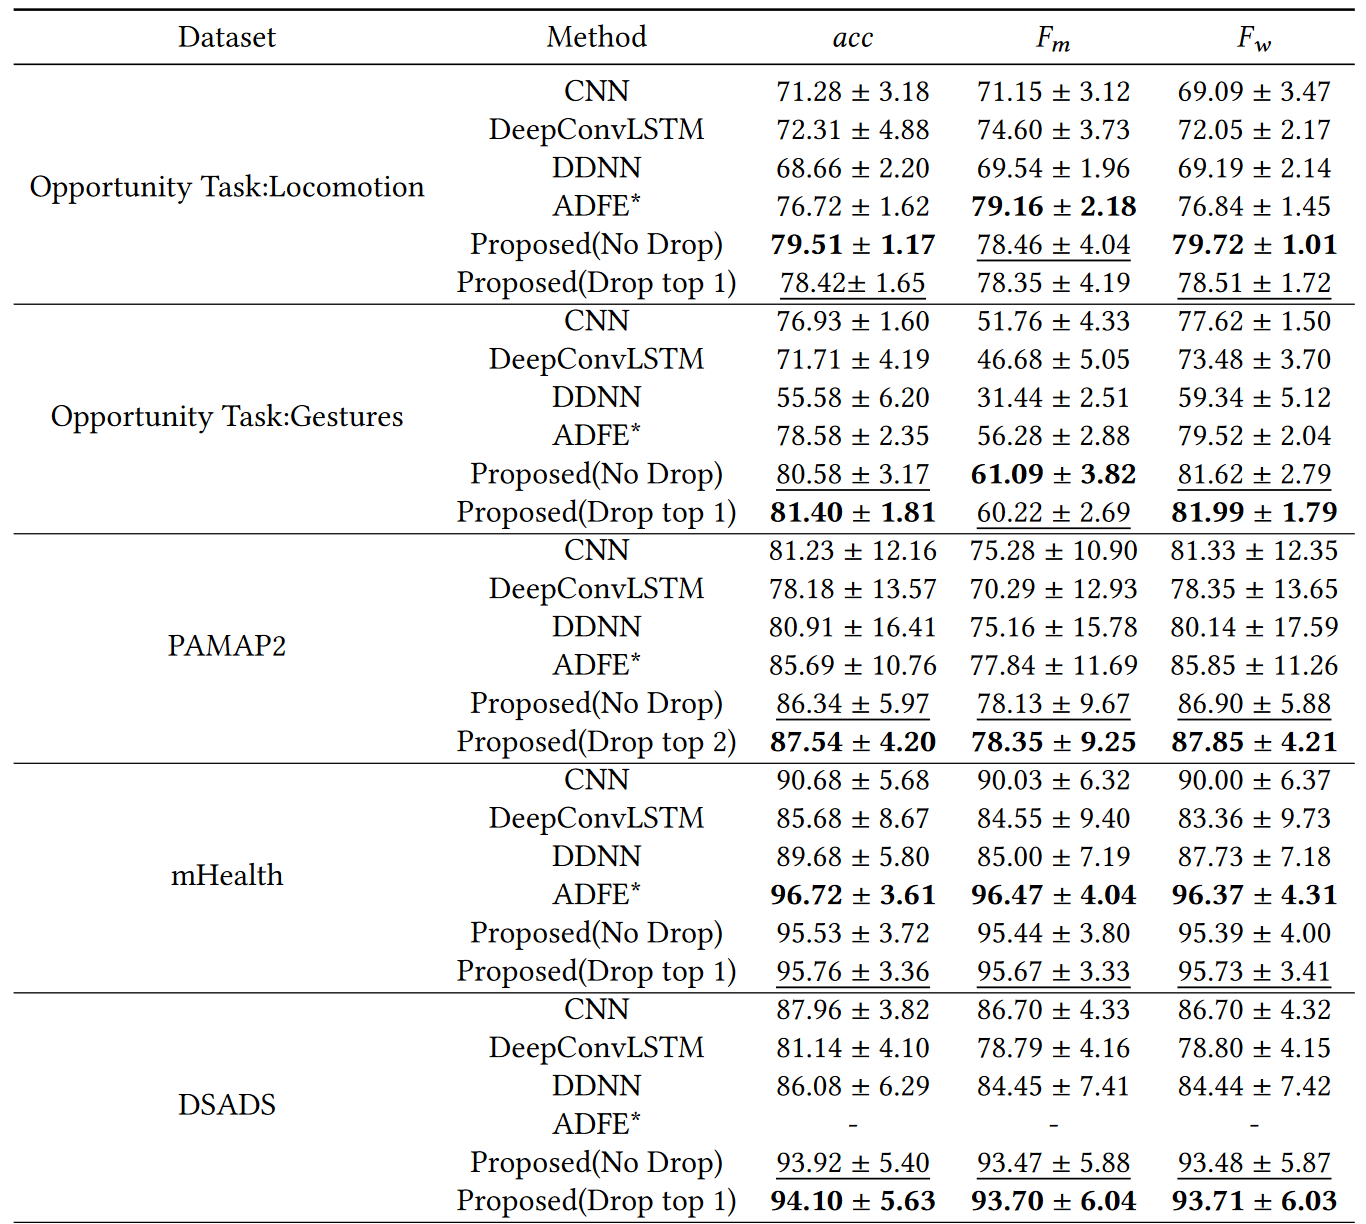 Dataset Method acc Fm Fw
Opportunity Task:Locomotion
CNN 71.28 ± 3.18 71.15 ± 3.12 69.09 ± 3.47
DeepConvLSTM 72.31 ± 4.88 74.60 ± 3.73 72.05 ± 2.17
DDNN 68.66 ± 2.20 69.54 ± 1.96 69.19 ± 2.14
ADFE* 76.72 ± 1.62 79.16 ± 2.18 76.84 ± 1.45
Proposed(No Drop) 79.51 ± 1.17 78.46 ± 4.04 79.72 ± 1.01
Proposed(Drop top 1) 78.42± 1.65 78.35 ± 4.19 78.51 ± 1.72
Opportunity Task:Gestures
CNN 76.93 ± 1.60 51.76 ± 4.33 77.62 ± 1.50
DeepConvLSTM 71.71 ± 4.19 46.68 ± 5.05 73.48 ± 3.70
DDNN 55.58 ± 6.20 31.44 ± 2.51 59.34 ± 5.12
ADFE* 78.58 ± 2.35 56.28 ± 2.88 79.52 ± 2.04
Proposed(No Drop) 80.58 ± 3.17 61.09 ± 3.82 81.62 ± 2.79
Proposed(Drop top 1) 81.40 ± 1.81 60.22 ± 2.69 81.99 ± 1.79
PAMAP2
CNN 81.23 ± 12.16 75.28 ± 10.90 81.33 ± 12.35
DeepConvLSTM 78.18 ± 13.57 70.29 ± 12.93 78.35 ± 13.65
DDNN 80.91 ± 16.41 75.16 ± 15.78 80.14 ± 17.59
ADFE* 85.69 ± 10.76 77.84 ± 11.69 85.85 ± 11.26
Proposed(No Drop) 86.34 ± 5.97 78.13 ± 9.67 86.90 ± 5.88
Proposed(Drop top 2) 87.54 ± 4.20 78.35 ± 9.25 87.85 ± 4.21
mHealth
CNN 90.68 ± 5.68 90.03 ± 6.32 90.00 ± 6.37
DeepConvLSTM 85.68 ± 8.67 84.55 ± 9.40 83.36 ± 9.73
DDNN 89.68 ± 5.80 85.00 ± 7.19 87.73 ± 7.18
ADFE* 96.72 ± 3.61 96.47 ± 4.04 96.37 ± 4.31
Proposed(No Drop) 95.53 ± 3.72 95.44 ± 3.80 95.39 ± 4.00
Proposed(Drop top 1) 95.76 ± 3.36 95.67 ± 3.33 95.73 ± 3.41
DSADS
CNN 87.96 ± 3.82 86.70 ± 4.33 86.70 ± 4.32
DeepConvLSTM 81.14 ± 4.10 78.79 ± 4.16 78.80 ± 4.15
DDNN 86.08 ± 6.29 84.45 ± 7.41 84.44 ± 7.42
ADFE* - - -
Proposed(No Drop) 93.92 ± 5.40 93.47 ± 5.88 93.48 ± 5.87
Proposed(Drop top 1) 94.10 ± 5.63 93.70 ± 6.04 93.71 ± 6.03